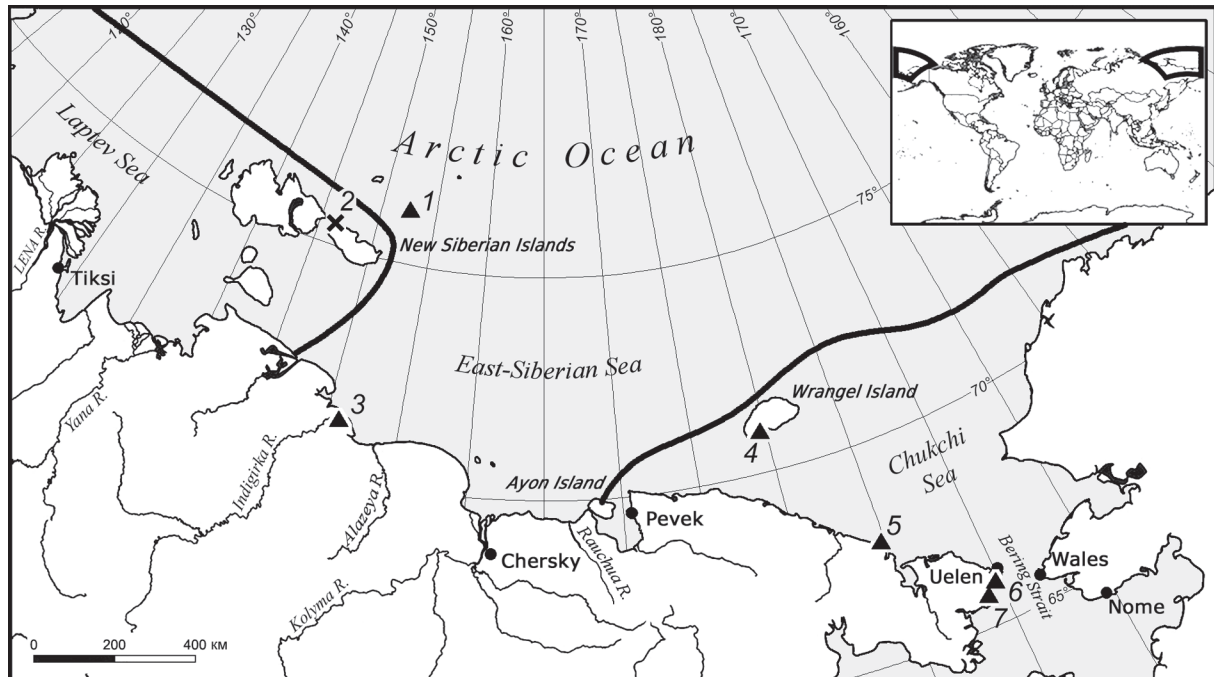 110°
130°
140°
150°
160°
170°
180°
170°
160°
Laptev Sea
Arctic Ocean
75°
2
1
New Siberian Islands
LENA R.
Tiksi
East-Siberian Sea
70°
Wrangel Island
3
4
Yana R.
Indigirka R.
Alazeya R.
Chukchi
Sea
Ayon Island
Pevek
5
Rauchua R.
Chersky
Kolyma R.
Bering Strait
Wales
Uelen
6
65°
Nome
7
0 200 400 км